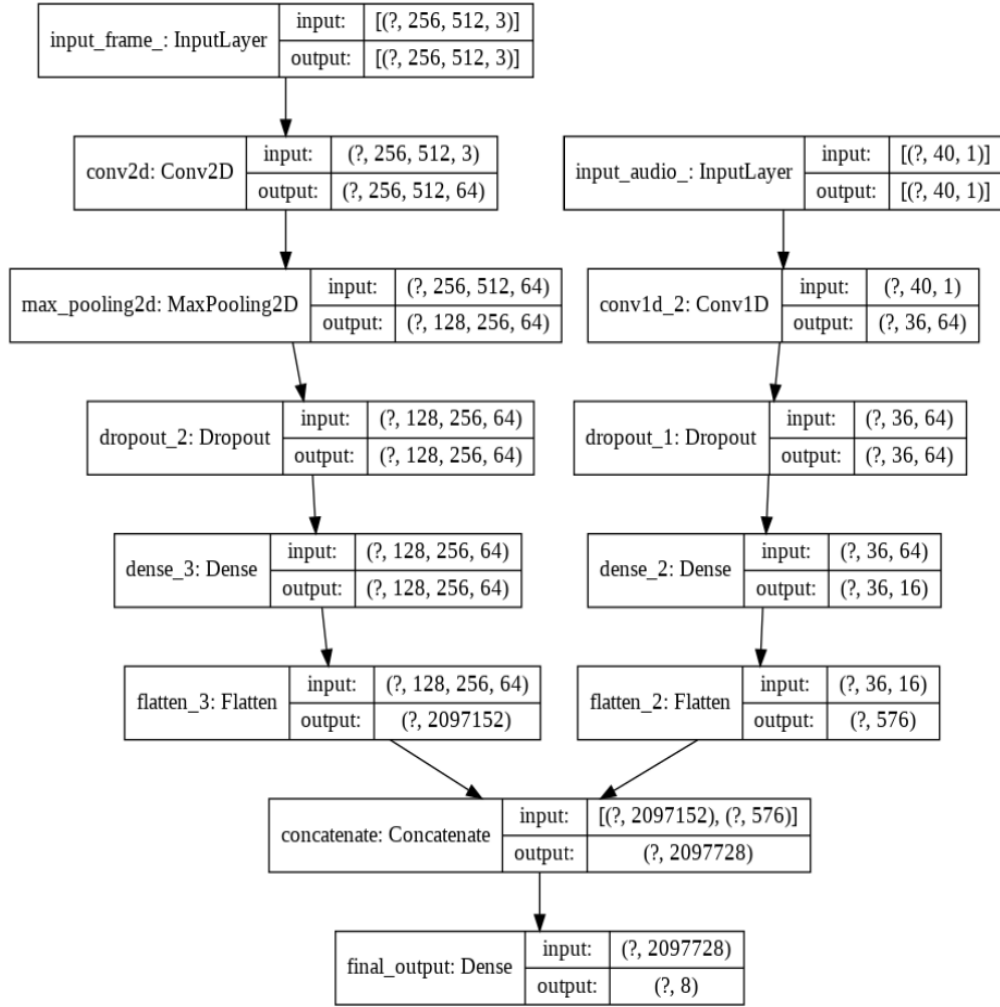 input_frame_: InputLayer
input: [(?, 256, 512, 3)]
output: [(?, 256, 512, 3)]
conv2d: Conv2D
input: (?, 256, 512, 3)
output: (?, 256, 512, 64)
input_audio_: InputLayer
input: [(?, 40, 1)]
output: [(?, 40, 1)]
max_pooling2d: MaxPooling2D
input: (?, 256, 512, 64)
output: (?, 128, 256, 64)
conv1d_2: Conv1D
input: (?, 40, 1)
output: (?, 36, 64)
dropout_2: Dropout
input: (?, 128, 256, 64)
output: (?, 128, 256, 64)
dropout_1: Dropout
input: (?, 36, 64)
output: (?, 36, 64)
dense_3: Dense
input: (?, 128, 256, 64)
output: (?, 128, 256, 64)
dense_2: Dense
input: (?, 36, 64)
output: (?, 36, 16)
flatten_3: Flatten
input: (?, 128, 256, 64)
output: (?, 2097152)
flatten_2: Flatten
input: (?, 36, 16)
output: (?, 576)
concatenate: Concatenate
input: [(?, 2097152), (?, 576)]
output: (?, 2097728)
final_output: Dense
input: (?, 2097728)
output: (?, 8)